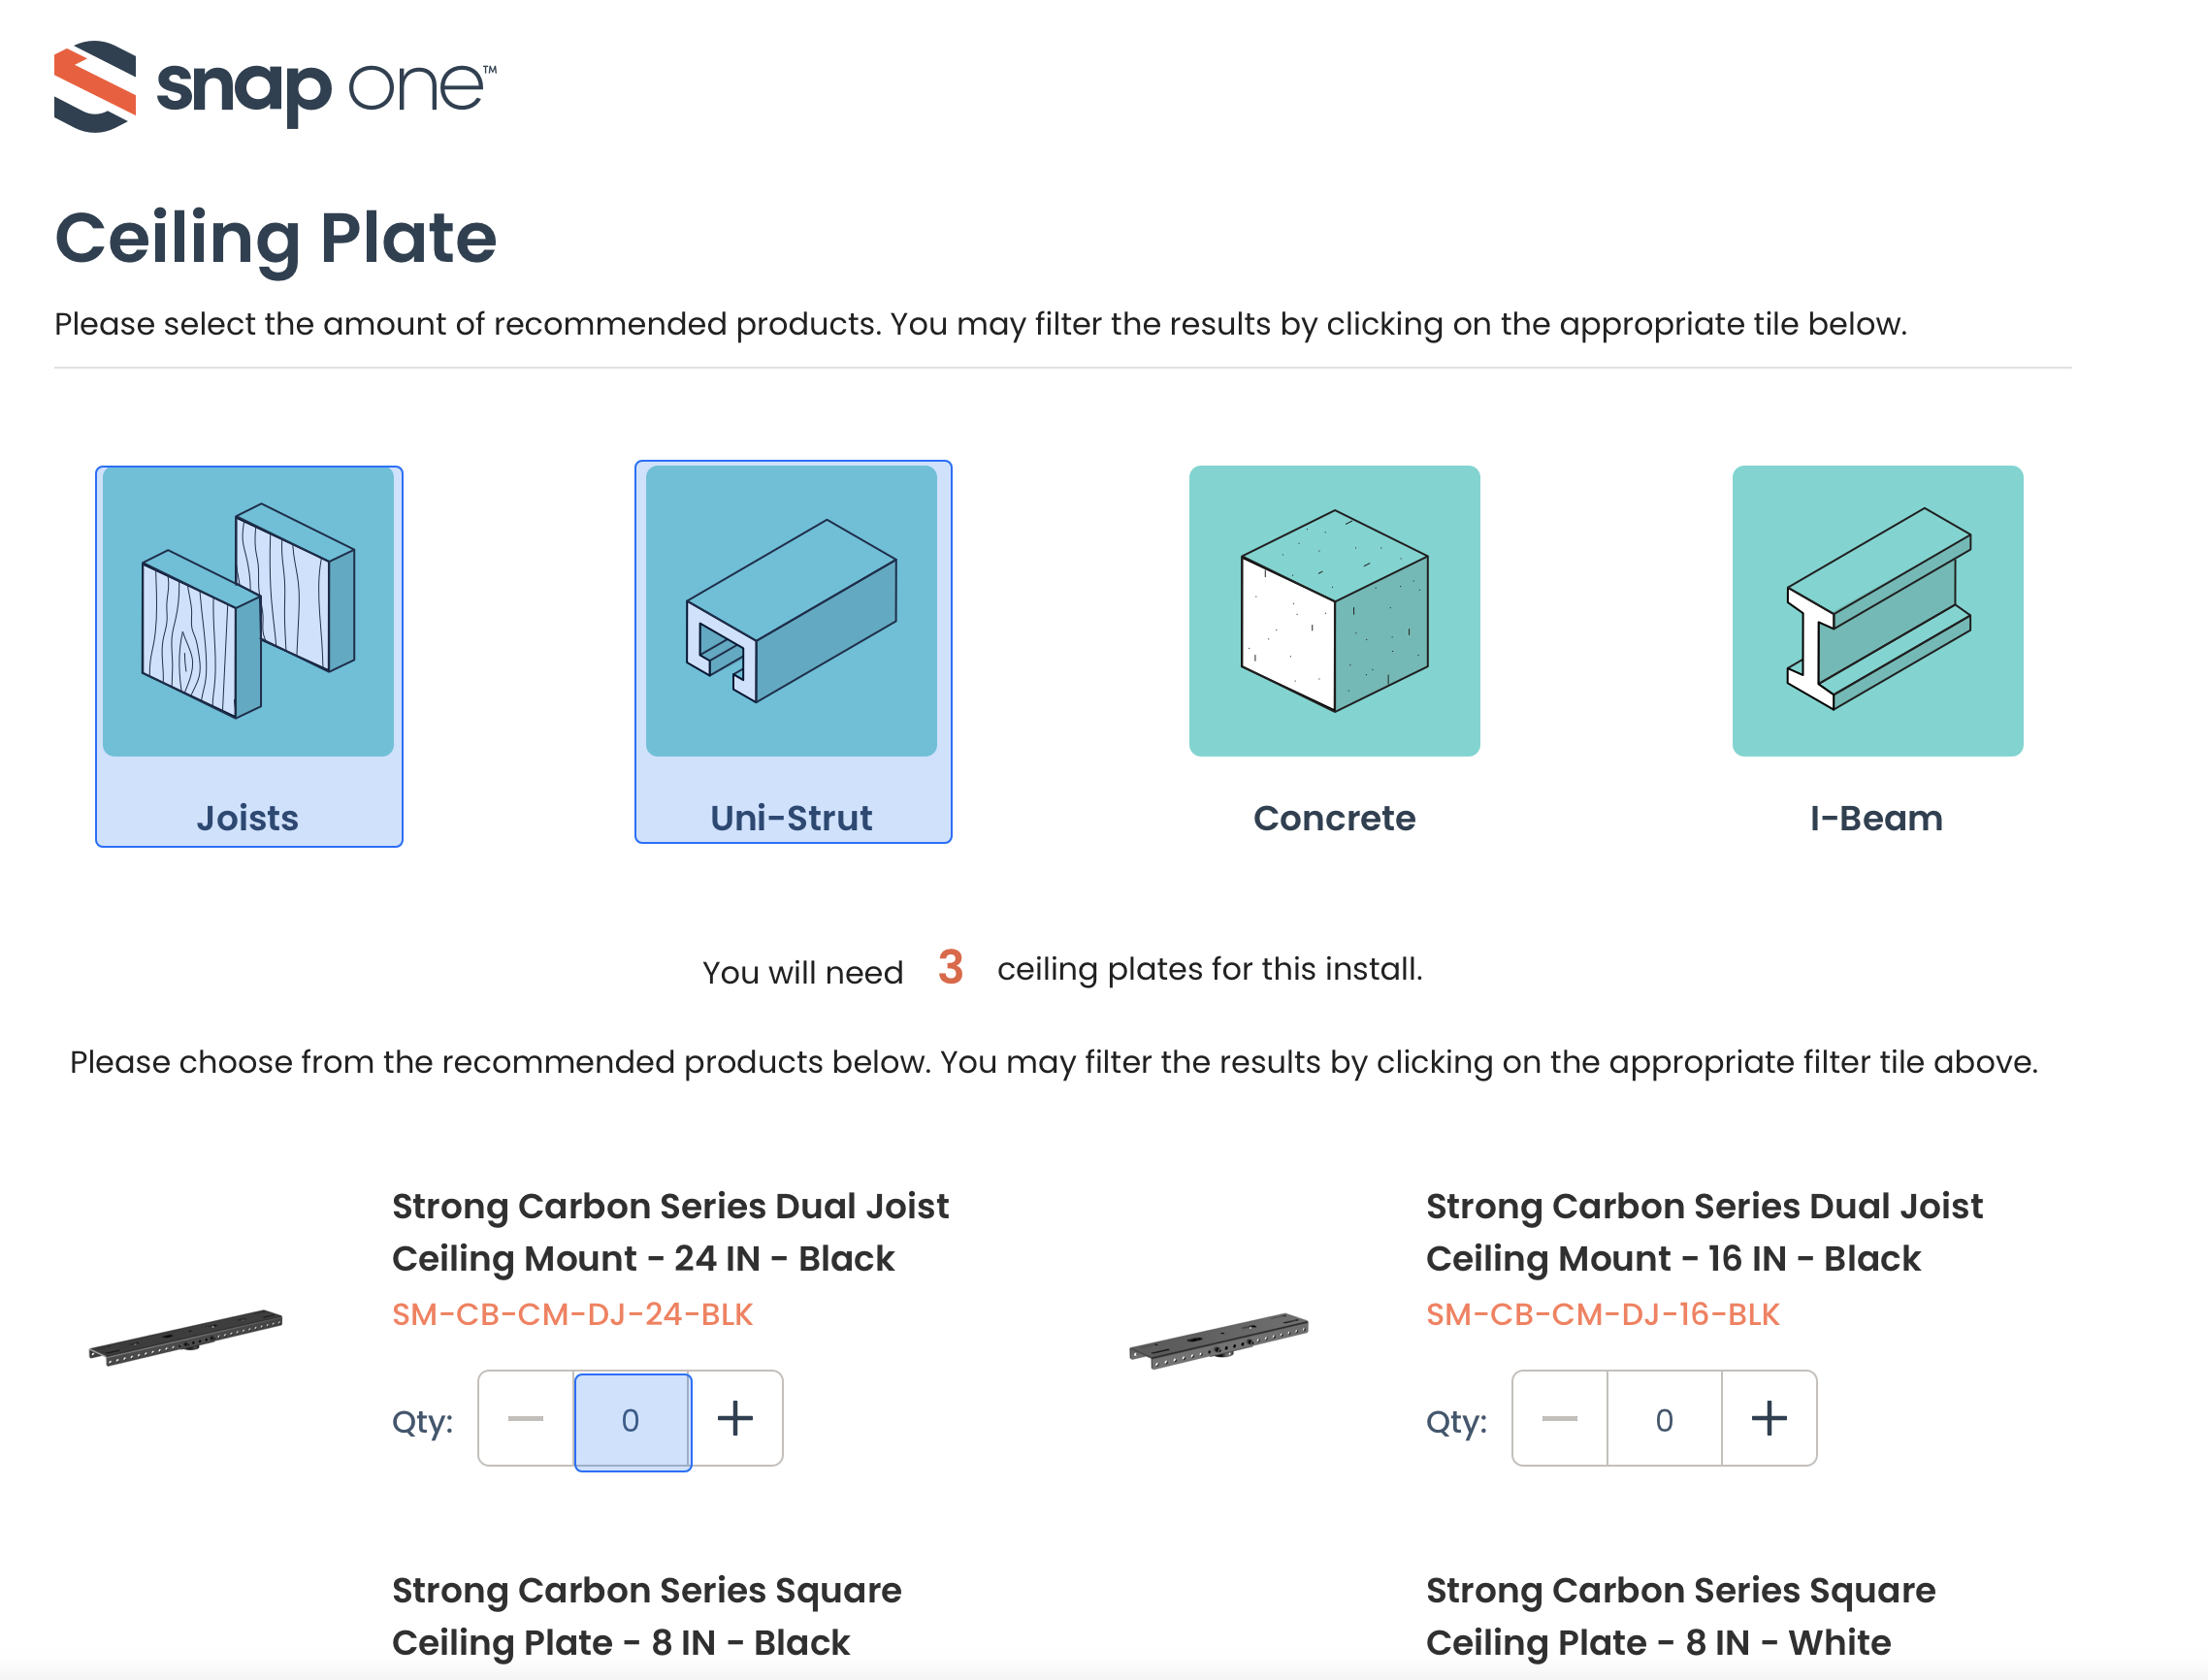 snap one™
Ceiling Plate
Please select the amount of recommended products. You may filter the results by clicking on the appropriate tile below.
Joists
Uni-Strut
Concrete
I-Beam
You will need 3 ceiling plates for this install.
Please choose from the recommended products below. You may filter the results by clicking on the appropriate filter tile above.
Strong Carbon Series Dual Joist
Ceiling Mount - 24 IN - Black
SM-CB-CM-DJ-24-BLK
Qty: — 0 +
Strong Carbon Series Dual Joist
Ceiling Mount - 16 IN - Black
SM-CB-CM-DJ-16-BLK
Qty: — 0 +
Strong Carbon Series Square
Ceiling Plate - 8 IN - Black
Strong Carbon Series Square
Ceiling Plate - 8 IN - White